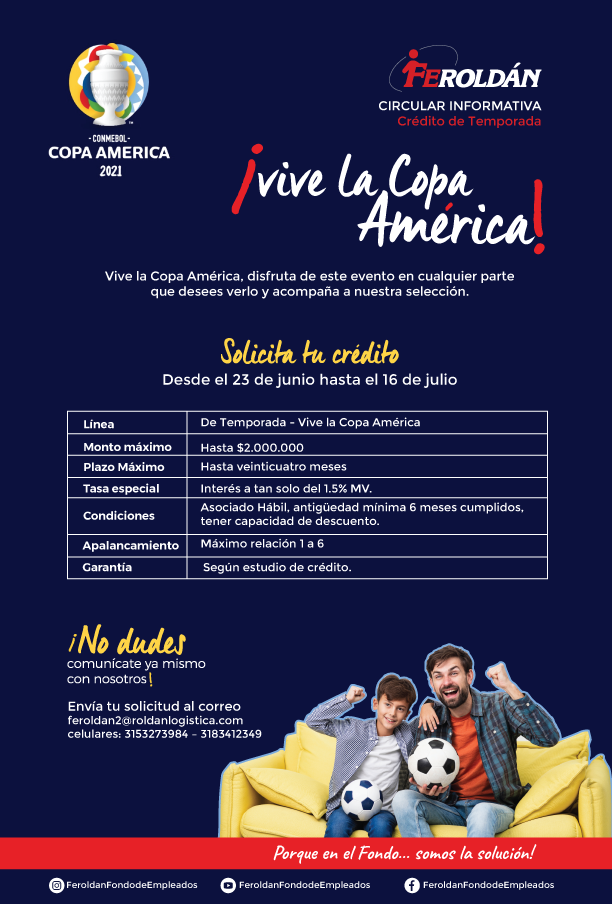 - CONMEBOL -
COPA AMERICA
2021
FEROLDÁN
CIRCULAR INFORMATIVA
Crédito de Temporada
¡vive la Copa
América!
Vive la Copa América, disfruta de este evento en cualquier parte
que desees verlo y acompaña a nuestra selección.
Solicita tu crédito
Desde el 23 de junio hasta el 16 de julio
Línea De Temporada - Vive la Copa América
Monto máximo Hasta $2.000.000
Plazo Máximo Hasta veinticuatro meses
Tasa especial Interés a tan solo del 1.5% MV.
Condiciones Asociado Hábil, antigüedad mínima 6 meses cumplidos,
tener capacidad de descuento.
Apalancamiento Máximo relación 1 a 6
Garantía Según estudio de crédito.
¡No dudes
comunícate ya mismo
con nosotros!
Envía tu solicitud al correo
feroldan2@roldanlogistica.com
celulares: 3153273984 - 3183412349
Porque en el Fondo... somos la solución!
FeroldanFondodeEmpleados FeroldanFondodeEmpleados FeroldanFondodeEmpleados